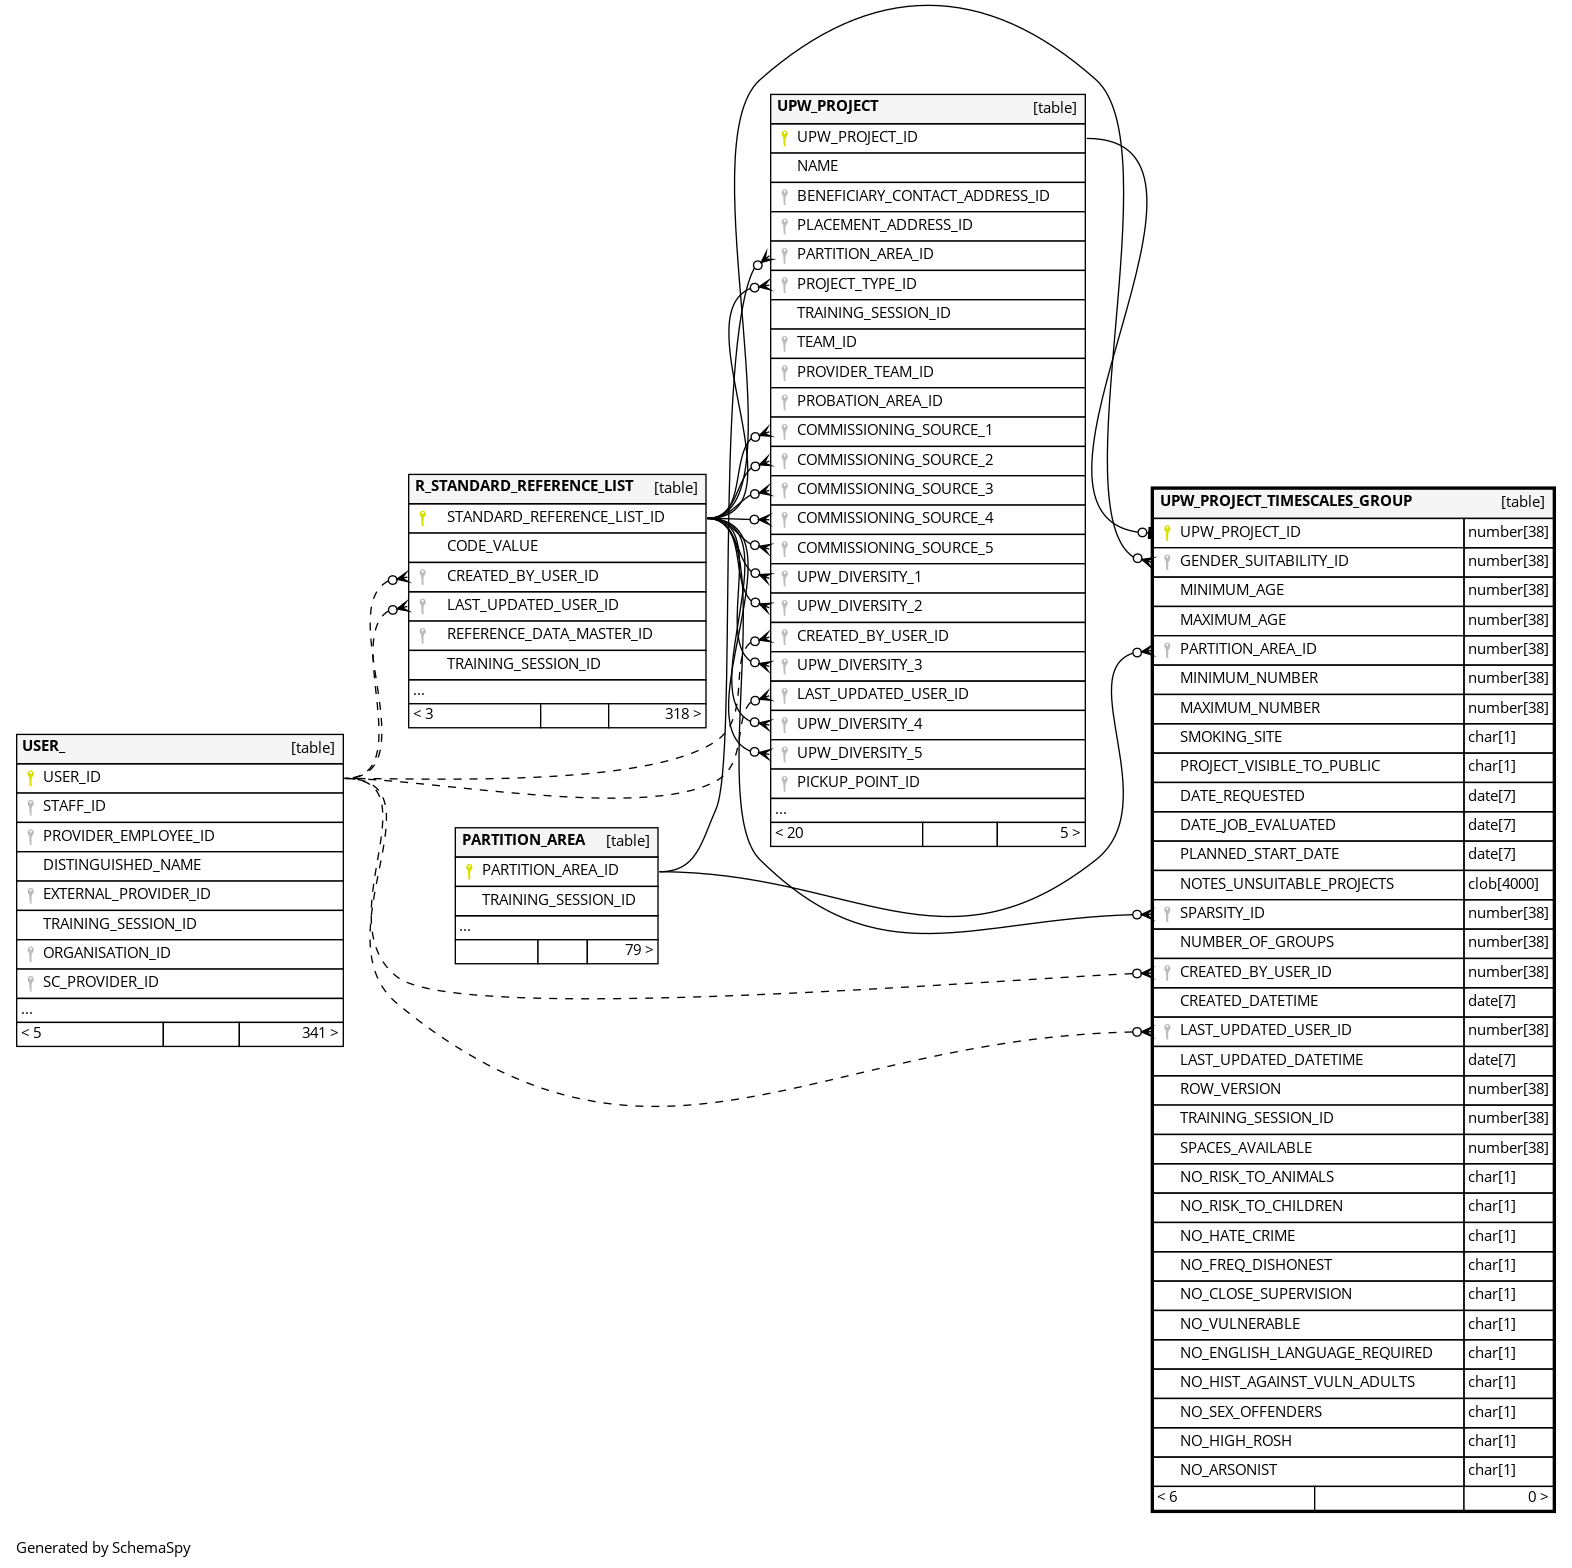 UPW_PROJECT [table]
UPW_PROJECT_ID
NAME
BENEFICIARY_CONTACT_ADDRESS_ID
PLACEMENT_ADDRESS_ID
PARTITION_AREA_ID
PROJECT_TYPE_ID
TRAINING_SESSION_ID
TEAM_ID
PROVIDER_TEAM_ID
PROBATION_AREA_ID
COMMISSIONING_SOURCE_1
COMMISSIONING_SOURCE_2
COMMISSIONING_SOURCE_3
COMMISSIONING_SOURCE_4
COMMISSIONING_SOURCE_5
UPW_DIVERSITY_1
UPW_DIVERSITY_2
CREATED_BY_USER_ID
UPW_DIVERSITY_3
LAST_UPDATED_USER_ID
UPW_DIVERSITY_4
UPW_DIVERSITY_5
PICKUP_POINT_ID
...
< 20 5 >
R_STANDARD_REFERENCE_LIST [table]
STANDARD_REFERENCE_LIST_ID
CODE_VALUE
CREATED_BY_USER_ID
LAST_UPDATED_USER_ID
REFERENCE_DATA_MASTER_ID
TRAINING_SESSION_ID
...
< 3 318 >
USER_ [table]
USER_ID
STAFF_ID
PROVIDER_EMPLOYEE_ID
DISTINGUISHED_NAME
EXTERNAL_PROVIDER_ID
TRAINING_SESSION_ID
ORGANISATION_ID
SC_PROVIDER_ID
...
< 5 341 >
PARTITION_AREA [table]
PARTITION_AREA_ID
TRAINING_SESSION_ID
...
79 >
UPW_PROJECT_TIMESCALES_GROUP [table]
UPW_PROJECT_ID number[38]
GENDER_SUITABILITY_ID number[38]
MINIMUM_AGE number[38]
MAXIMUM_AGE number[38]
PARTITION_AREA_ID number[38]
MINIMUM_NUMBER number[38]
MAXIMUM_NUMBER number[38]
SMOKING_SITE char[1]
PROJECT_VISIBLE_TO_PUBLIC char[1]
DATE_REQUESTED date[7]
DATE_JOB_EVALUATED date[7]
PLANNED_START_DATE date[7]
NOTES_UNSUITABLE_PROJECTS clob[4000]
SPARSITY_ID number[38]
NUMBER_OF_GROUPS number[38]
CREATED_BY_USER_ID number[38]
CREATED_DATETIME date[7]
LAST_UPDATED_USER_ID number[38]
LAST_UPDATED_DATETIME date[7]
ROW_VERSION number[38]
TRAINING_SESSION_ID number[38]
SPACES_AVAILABLE number[38]
NO_RISK_TO_ANIMALS char[1]
NO_RISK_TO_CHILDREN char[1]
NO_HATE_CRIME char[1]
NO_FREQ_DISHONEST char[1]
NO_CLOSE_SUPERVISION char[1]
NO_VULNERABLE char[1]
NO_ENGLISH_LANGUAGE_REQUIRED char[1]
NO_HIST_AGAINST_VULN_ADULTS char[1]
NO_SEX_OFFENDERS char[1]
NO_HIGH_ROSH char[1]
NO_ARSONIST char[1]
< 6 0 >
Generated by SchemaSpy